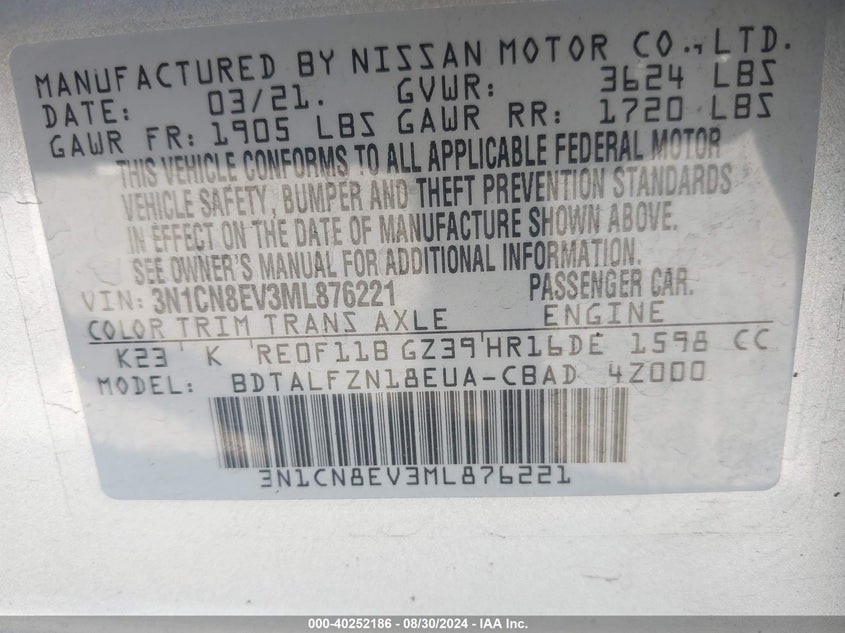 MANUFACTURED BY NISSAN MOTOR CO., LTD.
DATE: 03/21. GVWR: 3624 LBS
GAWR FR: 1905 LBS GAWR RR: 1720 LBS
THIS VEHICLE CONFORMS TO ALL APPLICABLE FEDERAL MOTOR
VEHICLE SAFETY, BUMPER AND THEFT PREVENTION STANDARDS
IN EFFECT ON THE DATE OF MANUFACTURE SHOWN ABOVE.
SEE OWNER'S MANUAL FOR ADDITIONAL INFORMATION.
VIN: 3N1CN8EV3ML876221 PASSENGER CAR.
COLOR TRIM TRANS AXLE ENGINE
K23 K RE0F11B GZ39 HR16DE 1598 CC
MODEL: BDTALFZN18EUA-CBAD 4Z000
3N1CN8EV3ML876221
000-40252186 - 08/30/2024 - IAA Inc.